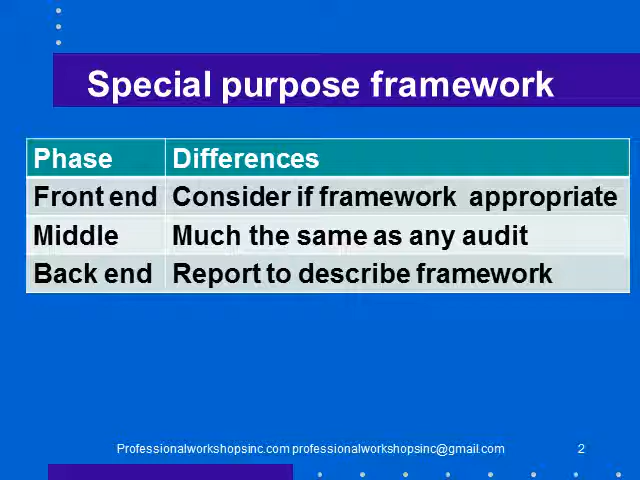 Special purpose framework
Phase Differences
Front end Consider if framework appropriate
Middle Much the same as any audit
Back end Report to describe framework
Professionalworkshopsinc.com professionalworkshopsinc@gmail.com 2